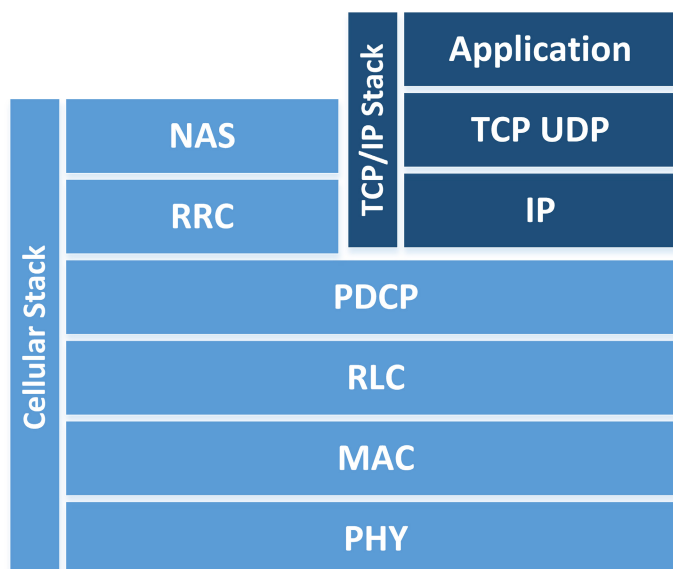 Application
TCP/IP Stack
TCP UDP
IP
NAS
RRC
Cellular Stack
PDCP
RLC
MAC
PHY